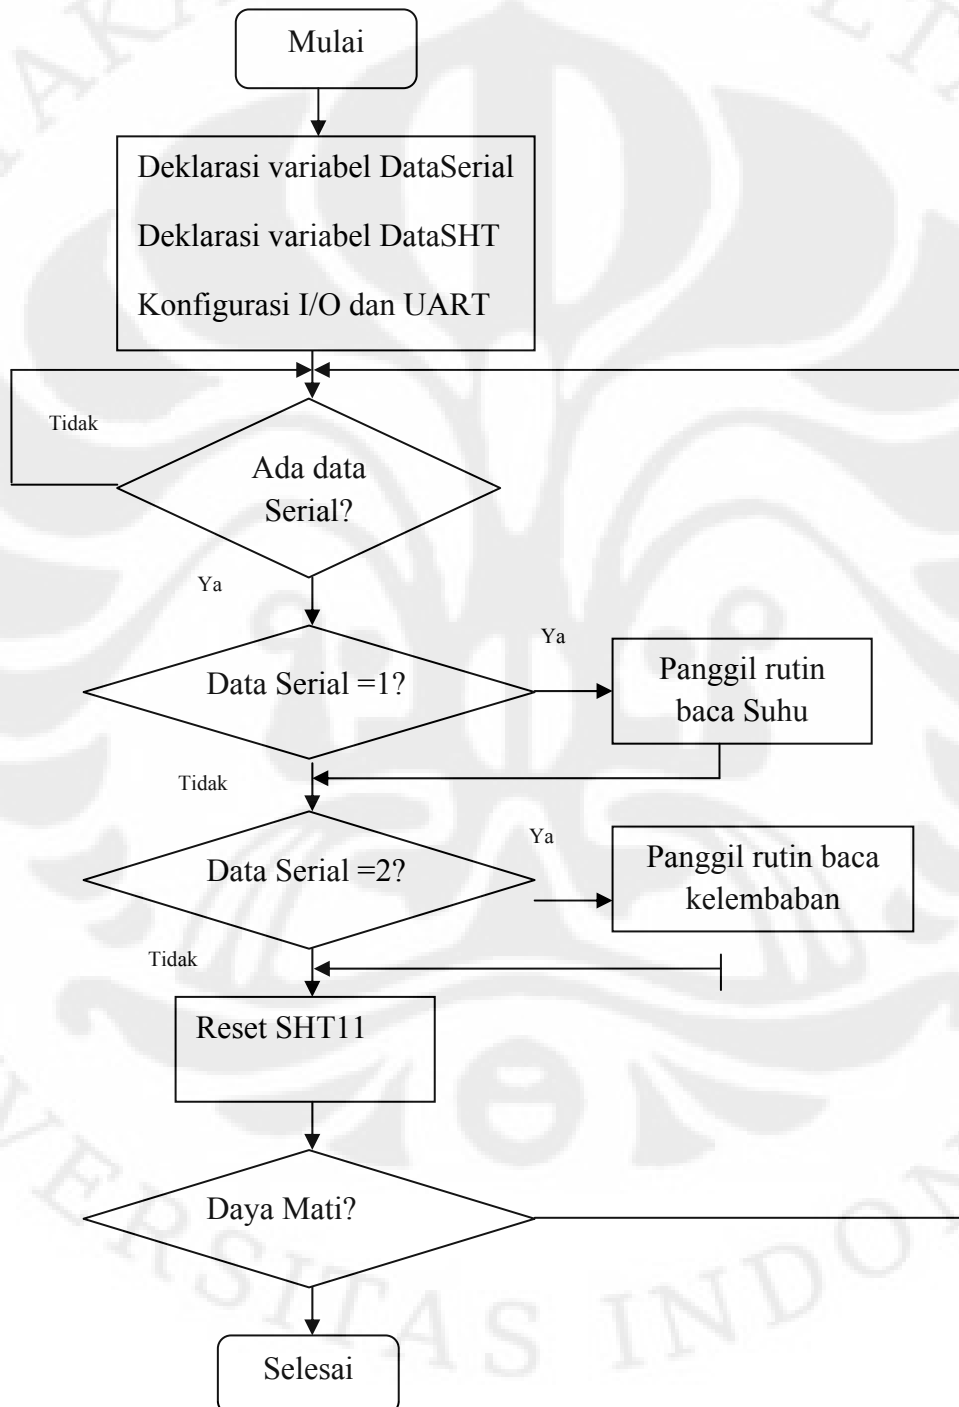 Mulai
Deklarasi variabel DataSerial
Deklarasi variabel DataSHT
Konfigurasi I/O dan UART
Tidak
Ada data
Serial?
Ya
Data Serial =1?
Ya
Panggil rutin
baca Suhu
Tidak
Data Serial =2?
Ya
Panggil rutin baca
kelembaban
Tidak
Reset SHT11
Daya Mati?
Selesai